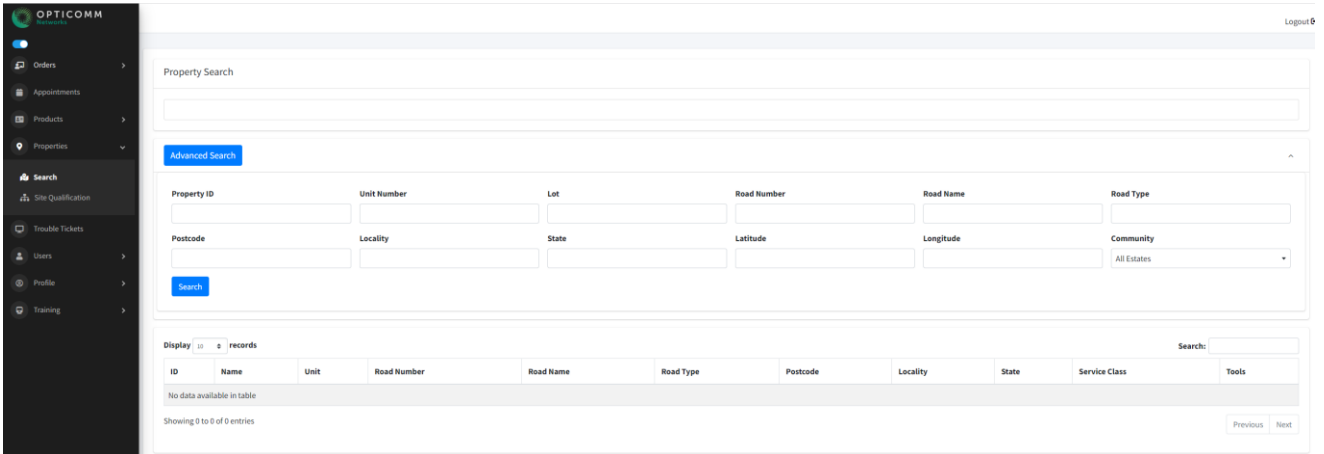 OPTICOMM
Networks
Logout
Orders
Appointments
Products
Properties
Search
Site Qualification
Trouble Tickets
Users
Profile
Training
Property Search
Advanced Search
Property ID Unit Number Lot Road Number Road Name Road Type
Postcode Locality State Latitude Longitude Community
All Estates
Search
Display 10 records Search:
ID Name Unit Road Number Road Name Road Type Postcode Locality State Service Class Tools
No data available in table
Showing 0 to 0 of 0 entries
Previous Next